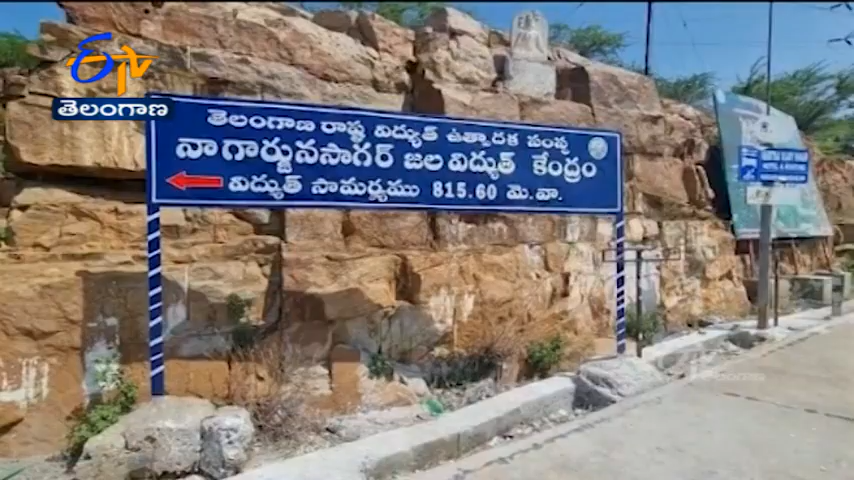 etv
తెలంగాణ
తెలంగాణ రాష్ట్ర విద్యుత్ ఉత్పాదక సంస్థ
నాగార్జునసాగర్ జల విద్యుత్ కేంద్రం
విద్యుత్ సామర్థ్యము 815.60 మె.వా.